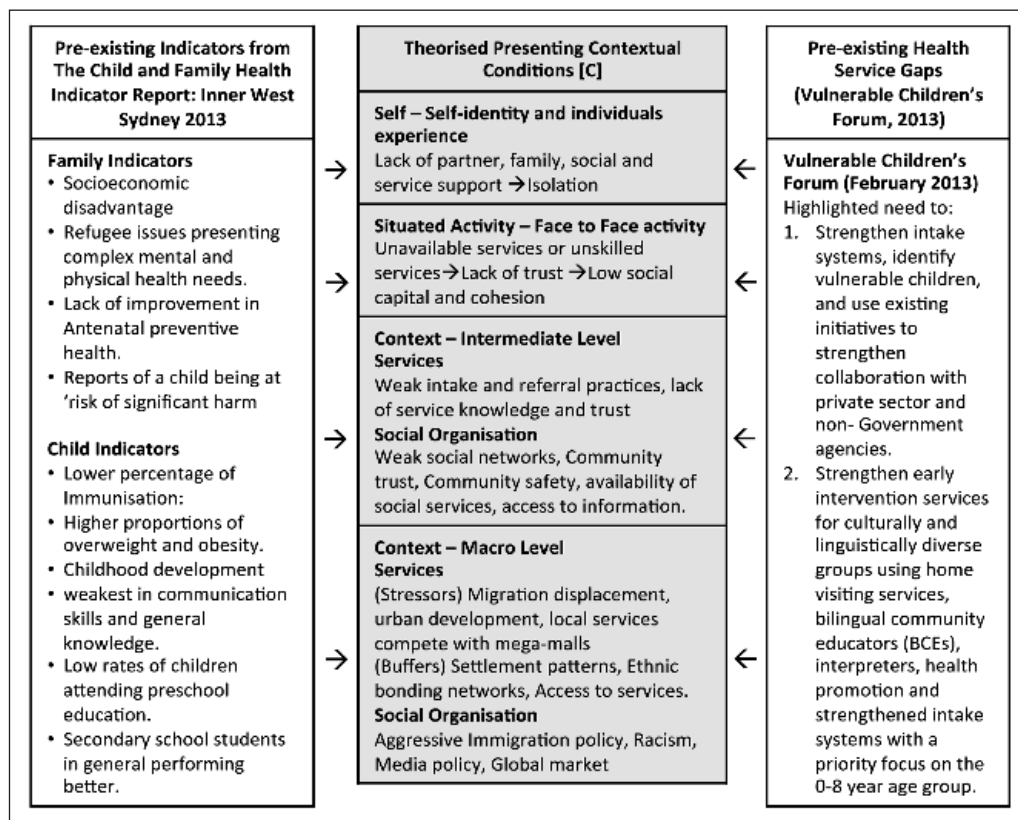 Pre-existing Indicators from
The Child and Family Health
Indicator Report: Inner West
Sydney 2013
Family Indicators
• Socioeconomic
disadvantage
• Refugee issues presenting
complex mental and
physical health needs.
• Lack of improvement in
Antenatal preventive
health.
• Reports of a child being at
‘risk of significant harm
Child Indicators
• Lower percentage of
Immunisation:
• Higher proportions of
overweight and obesity.
• Childhood development
• weakest in communication
skills and general
knowledge.
• Low rates of children
attending preschool
education.
• Secondary school students
in general performing
better.
→
→
→
→
Theorised Presenting Contextual
Conditions [C]
Self – Self-identity and individuals
experience
Lack of partner, family, social and
service support →Isolation
Situated Activity – Face to Face activity
Unavailable services or unskilled
services→Lack of trust →Low social
capital and cohesion
Context – Intermediate Level
Services
Weak intake and referral practices, lack
of service knowledge and trust
Social Organisation
Weak social networks, Community
trust, Community safety, availability of
social services, access to information.
Context – Macro Level
Services
(Stressors) Migration displacement,
urban development, local services
compete with mega-malls
(Buffers) Settlement patterns, Ethnic
bonding networks, Access to services.
Social Organisation
Aggressive Immigration policy, Racism,
Media policy, Global market
←
←
←
←
Pre-existing Health
Service Gaps
(Vulnerable Children’s
Forum, 2013)
Vulnerable Children’s
Forum (February 2013)
Highlighted need to:
1. Strengthen intake
systems, identify
vulnerable children,
and use existing
initiatives to
strengthen
collaboration with
private sector and
non- Government
agencies.
2. Strengthen early
intervention services
for culturally and
linguistically diverse
groups using home
visiting services,
bilingual community
educators (BCEs),
interpreters, health
promotion and
strengthened intake
systems with a
priority focus on the
0-8 year age group.